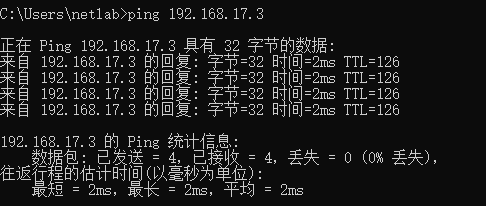 C:\Users\netlab>ping 192.168.17.3
正在 Ping 192.168.17.3 具有 32 字节的数据:
来自 192.168.17.3 的回复: 字节=32 时间=2ms TTL=126
来自 192.168.17.3 的回复: 字节=32 时间=2ms TTL=126
来自 192.168.17.3 的回复: 字节=32 时间=2ms TTL=126
来自 192.168.17.3 的回复: 字节=32 时间=2ms TTL=126
192.168.17.3 的 Ping 统计信息:
数据包: 已发送 = 4, 已接收 = 4, 丢失 = 0 (0% 丢失),
往返行程的估计时间(以毫秒为单位):
最短 = 2ms, 最长 = 2ms, 平均 = 2ms